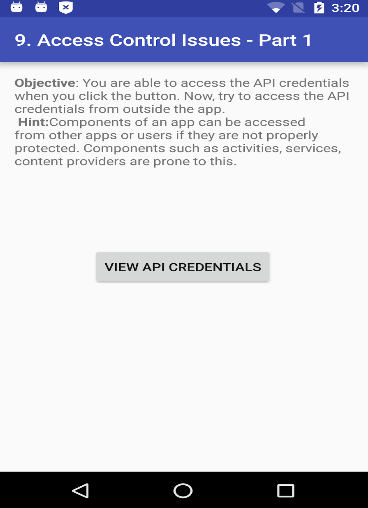 3:20
9. Access Control Issues - Part 1
Objective: You are able to access the API credentials
when you click the button. Now, try to access the API
credentials from outside the app.
Hint:Components of an app can be accessed
from other apps or users if they are not properly
protected. Components such as activities, services,
content providers are prone to this.
VIEW API CREDENTIALS